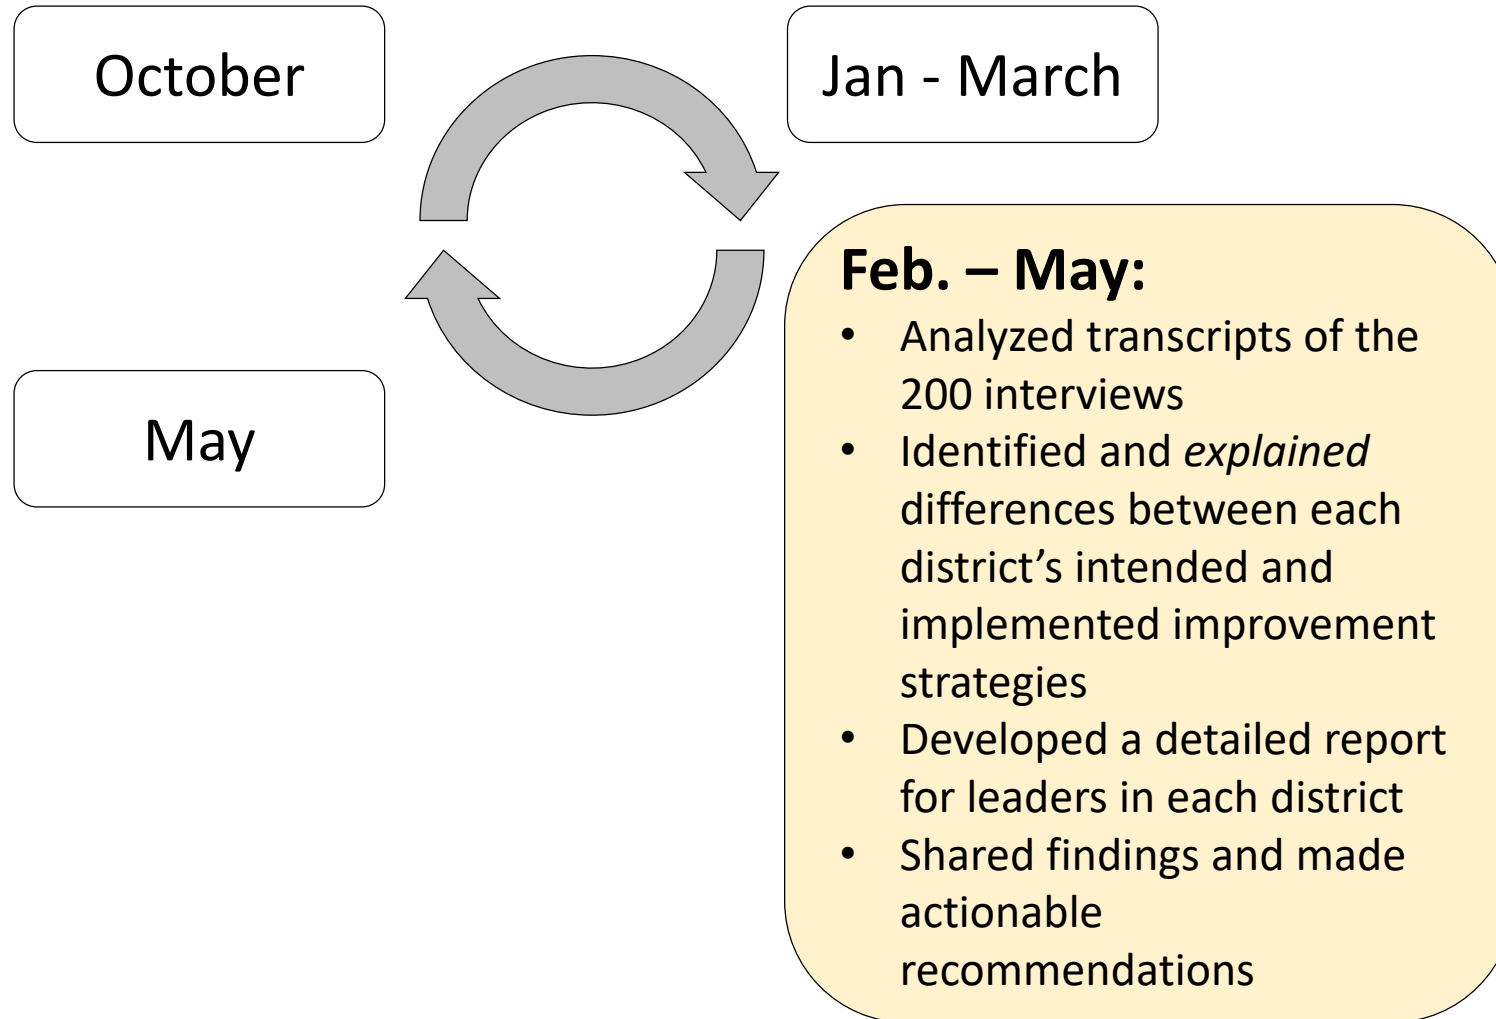 October
Jan - March
May
Feb. – May:
• Analyzed transcripts of the
200 interviews
• Identified and explained
differences between each
district’s intended and
implemented improvement
strategies
• Developed a detailed report
for leaders in each district
• Shared findings and made
actionable
recommendations